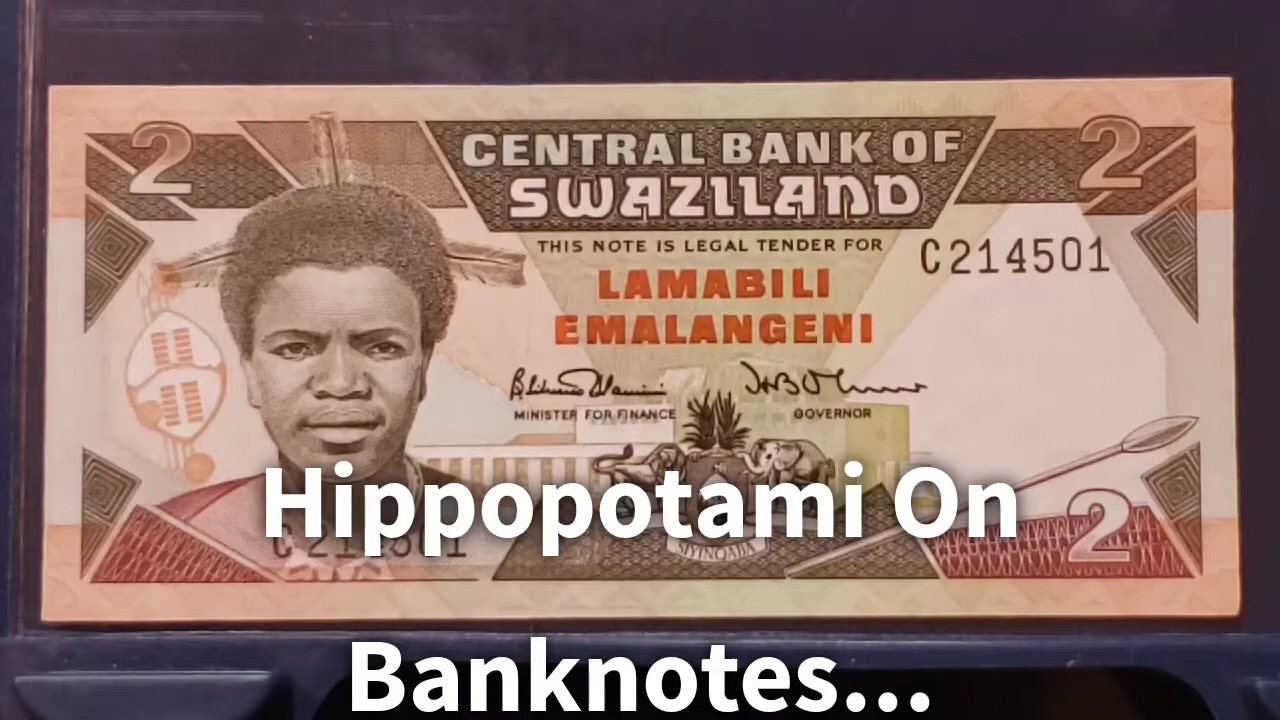 2
CENTRAL BANK OF
2
SWAZILAND
THIS NOTE IS LEGAL TENDER FOR
C214501
LAMABILI
EMALANGENI
MINISTER FOR FINANCE
GOVERNOR
Hippopotami On
2
SIYINQABA
Banknotes...